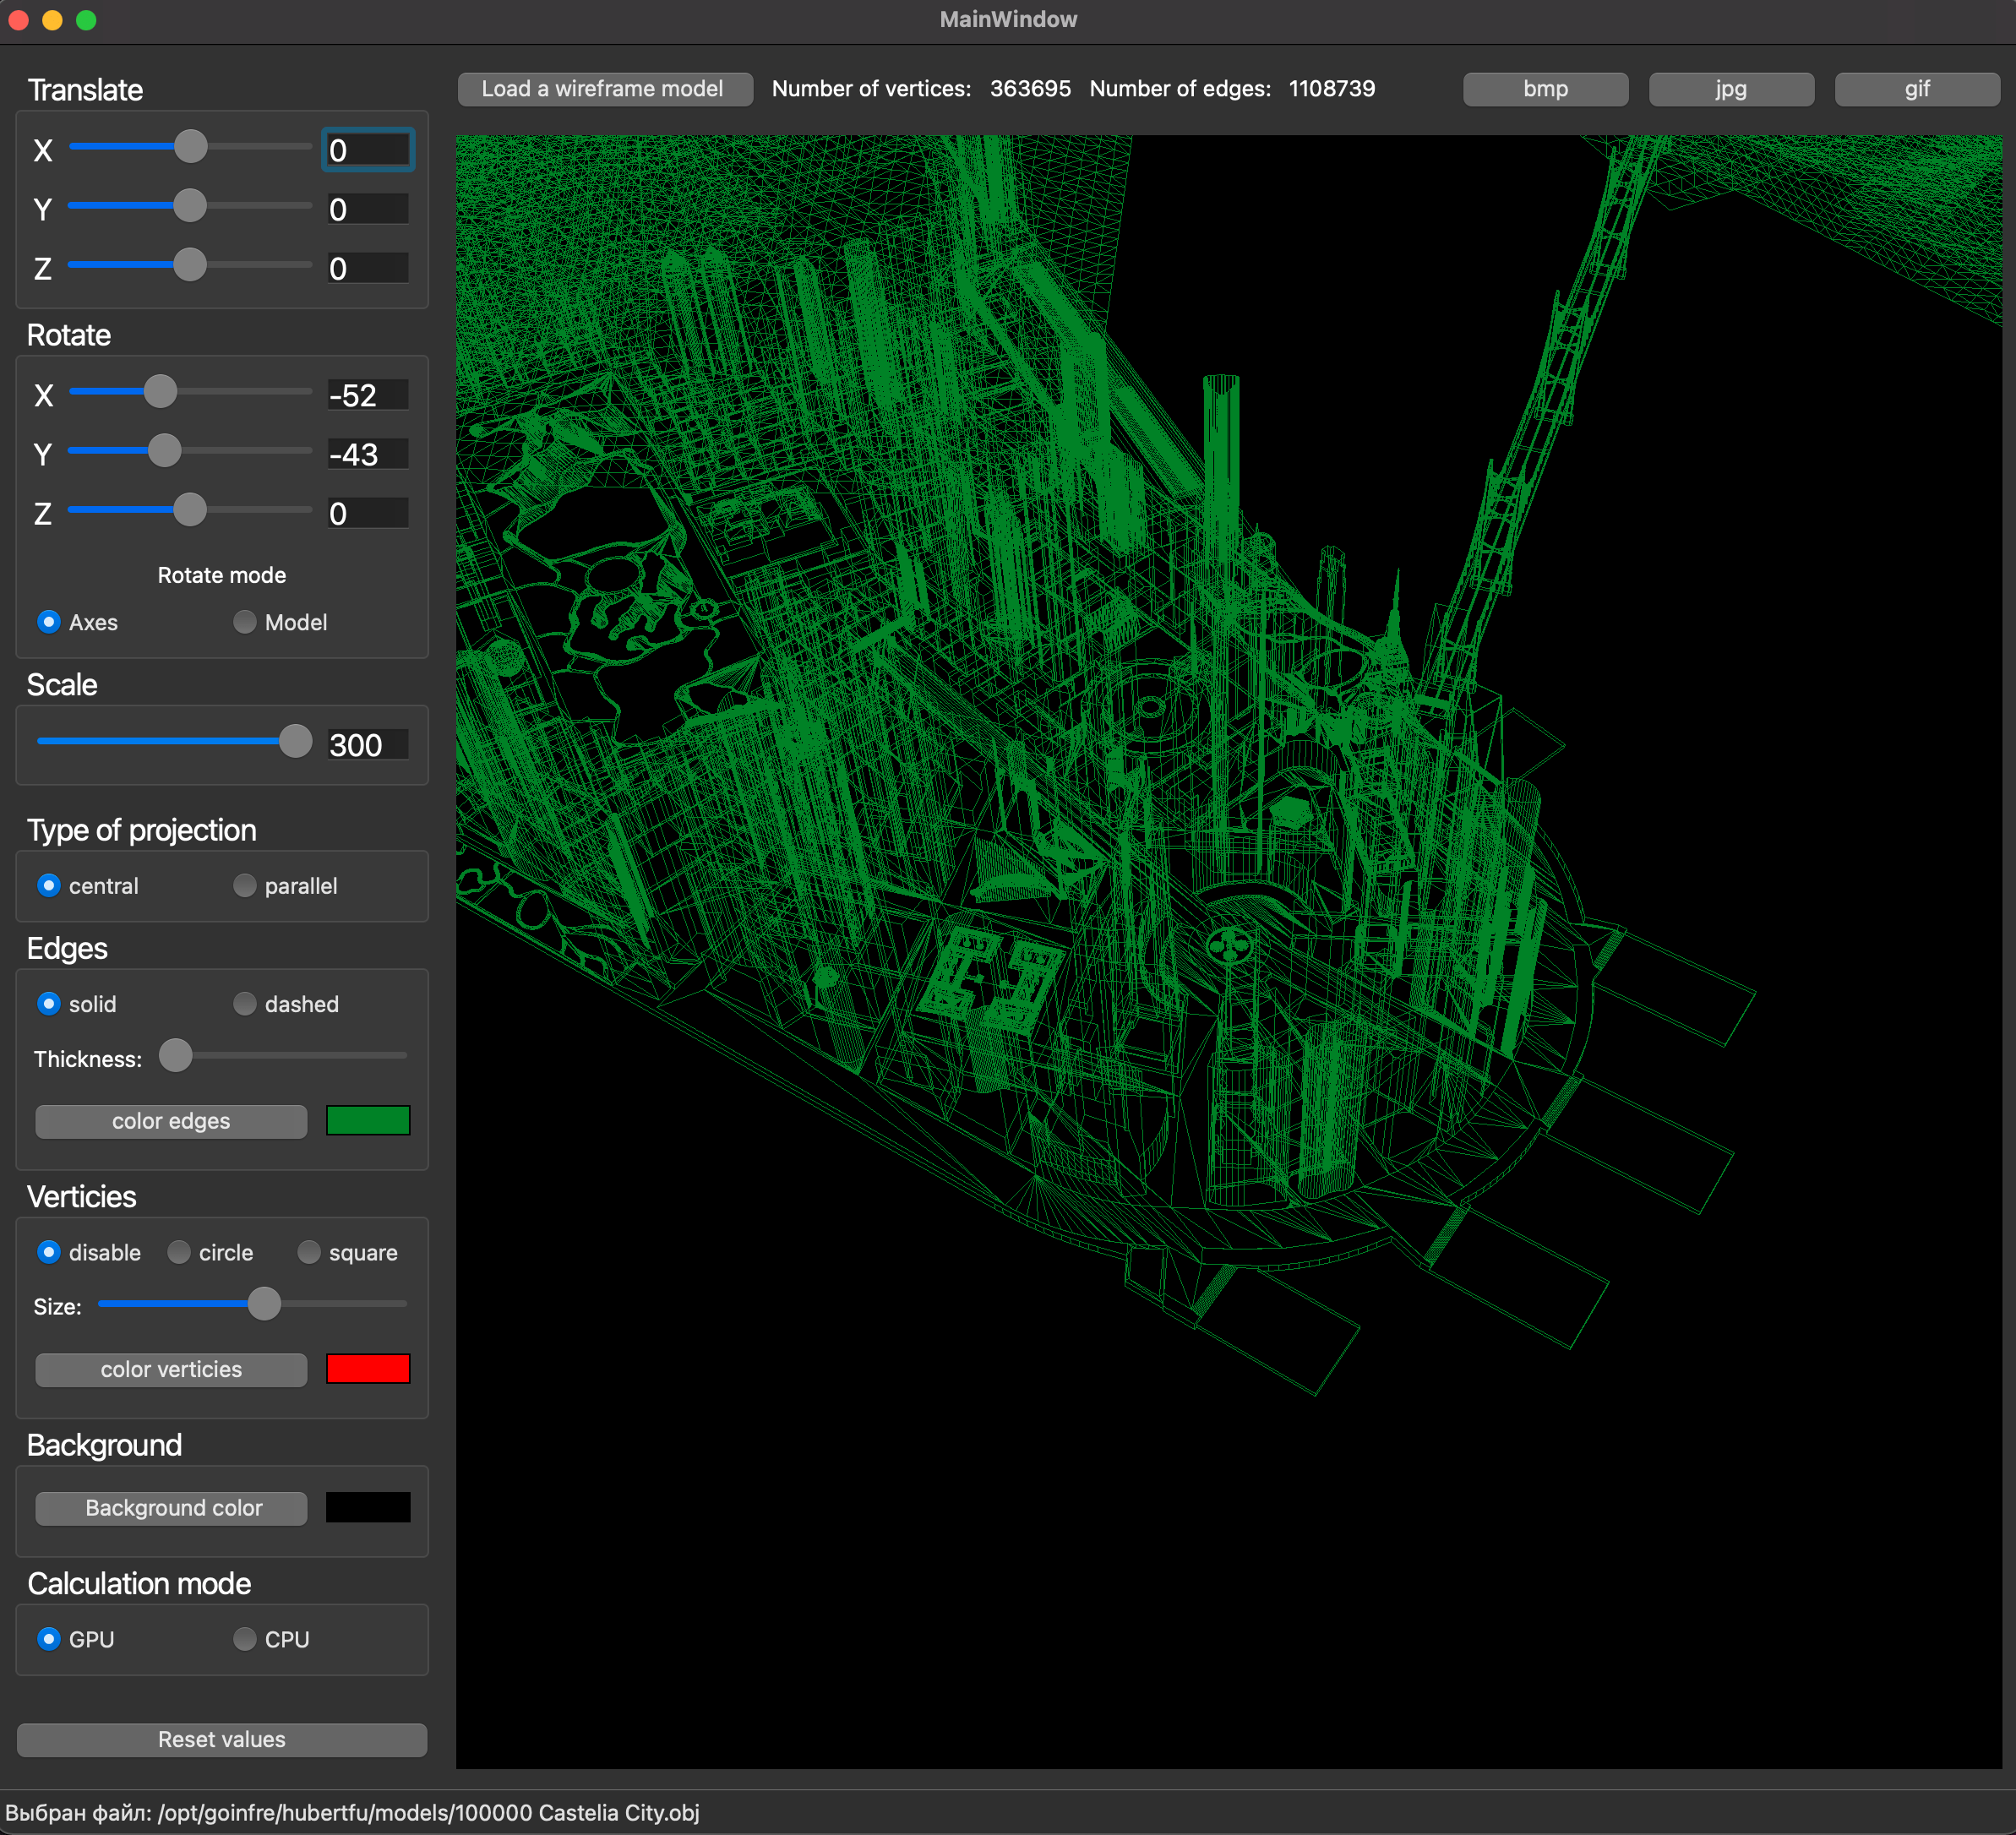 MainWindow
Load a wireframe model Number of vertices: 363695 Number of edges: 1108739 bmp jpg gif
Translate
X 0
Y 0
Z 0
Rotate
X -52
Y -43
Z 0
Rotate mode
Axes Model
Scale
300
Type of projection
central parallel
Edges
solid dashed
Thickness:
color edges
Verticies
disable circle square
Size:
color verticies
Background
Background color
Calculation mode
GPU CPU
Reset values
Выбран файл: /opt/goinfre/hubertfu/models/100000 Castelia City.obj